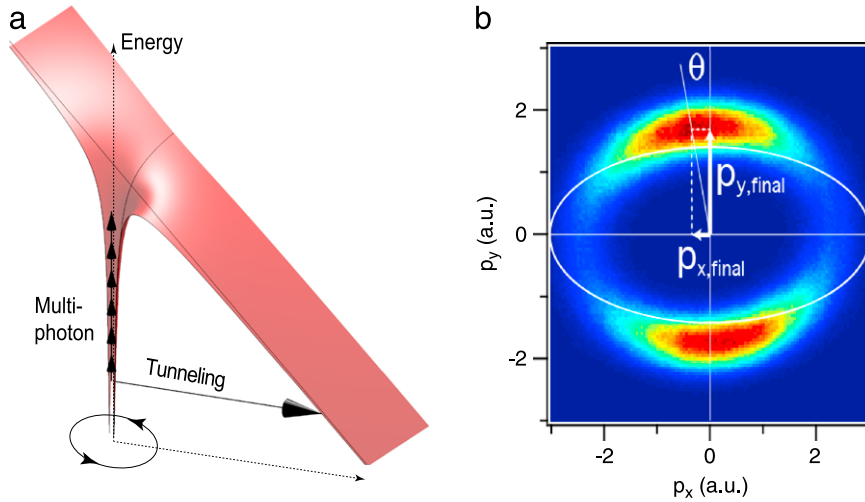 a
Energy
Multi-
photon
Tunneling
b
θ
2
0
-2
p_y (a.u.)
p_y,final
p_x,final
-2
0
2
p_x (a.u.)